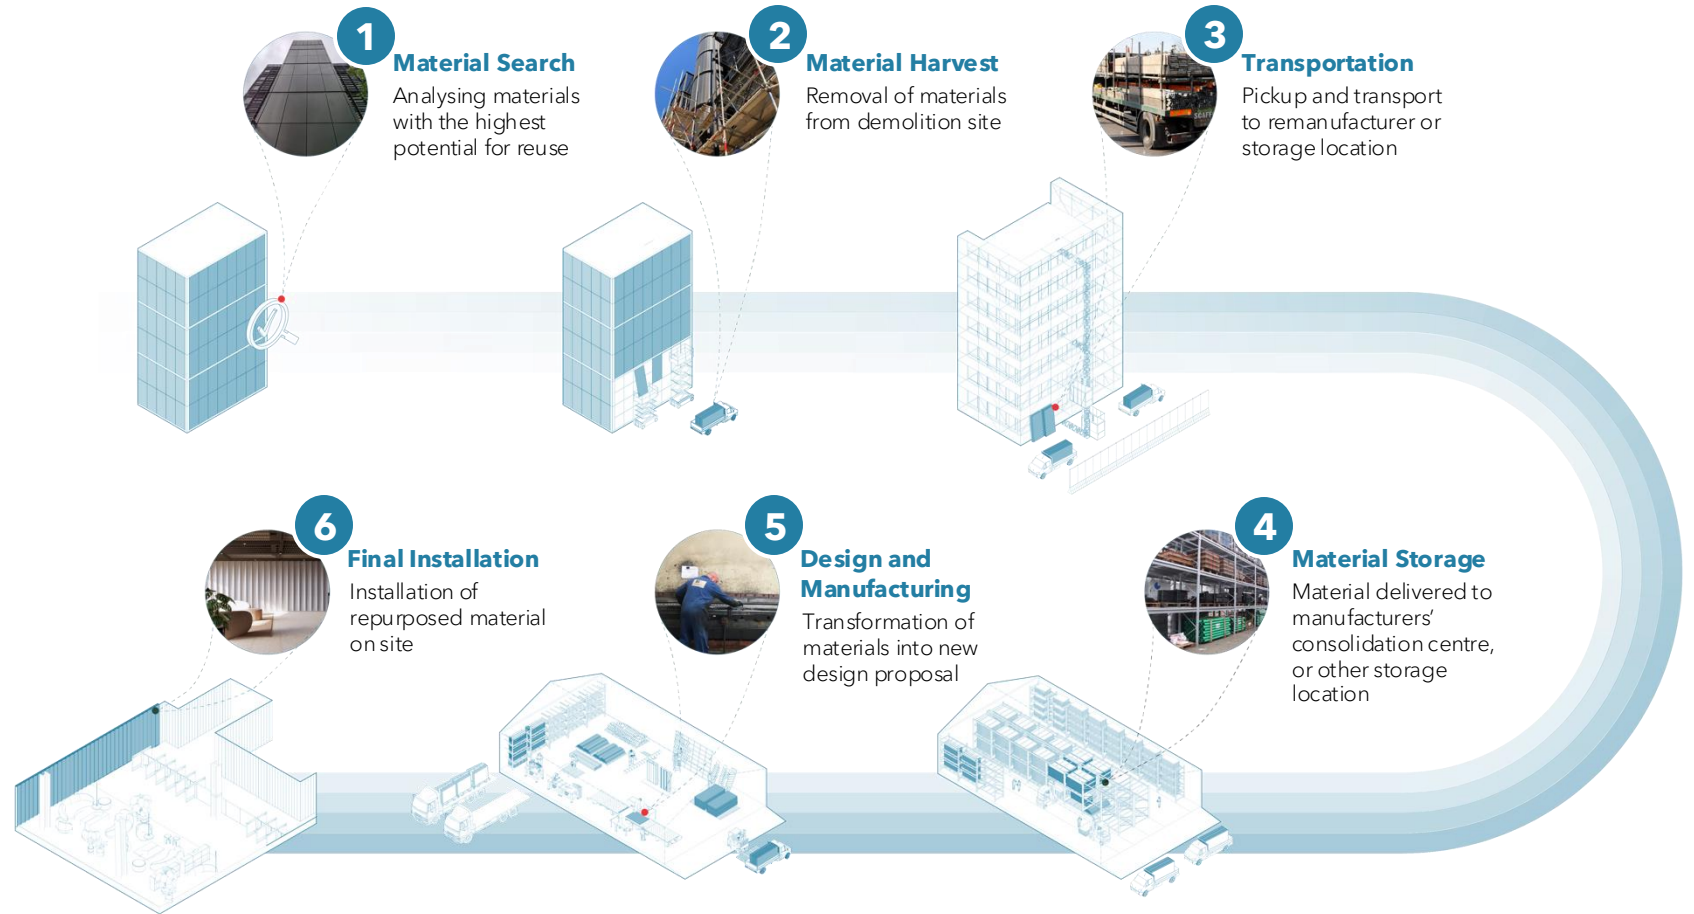 1
Material Search
Analysing materials
with the highest
potential for reuse
2
Material Harvest
Removal of materials
from demolition site
3
Transportation
Pickup and transport
to remanufacturer or
storage location
4
Material Storage
Material delivered to
manufacturers’
consolidation centre,
or other storage
location
5
Design and
Manufacturing
Transformation of
materials into new
design proposal
6
Final Installation
Installation of
repurposed material
on site